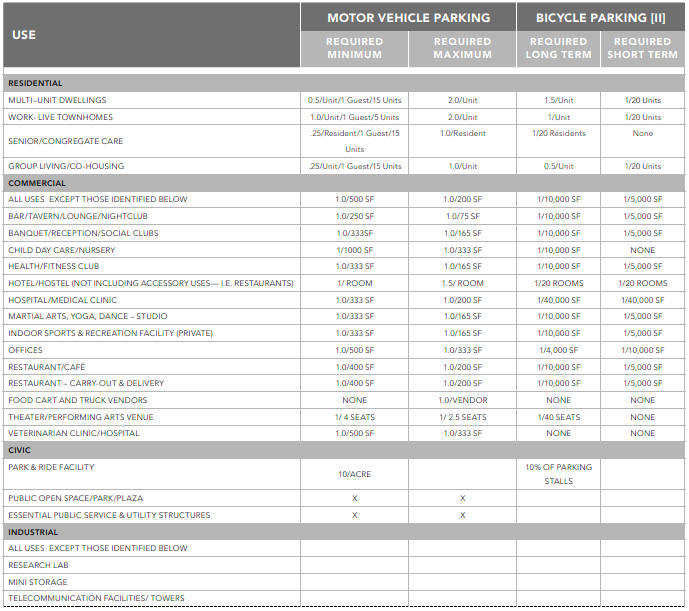 USE MOTOR VEHICLE PARKING BICYCLE PARKING [II]
REQUIRED MINIMUM REQUIRED MAXIMUM REQUIRED LONG TERM REQUIRED SHORT TERM
RESIDENTIAL
MULTI–UNIT DWELLINGS 0.5/Unit/1 Guest/15 Units 2.0/Unit 1.5/Unit 1/20 Units
WORK- LIVE TOWNHOMES 1.0/Unit/1 Guest/5 Units 2.0/Unit 1/Unit 1/20 Units
SENIOR/CONGREGATE CARE .25/Resident/1 Guest/15 Units 1.0/Resident 1/20 Residents None
GROUP LIVING/CO-HOUSING .25/Unit/1 Guest/15 Units 1.0/Unit 0.5/Unit 1/20 Units
COMMERCIAL
ALL USES EXCEPT THOSE IDENTIFIED BELOW 1.0/500 SF 1.0/200 SF 1/10,000 SF 1/5,000 SF
BAR/TAVERN/LOUNGE/NIGHTCLUB 1.0/250 SF 1.0/75 SF 1/10,000 SF 1/5,000 SF
BANQUET/RECEPTION/SOCIAL CLUBS 1.0/333SF 1.0/165 SF 1/10,000 SF 1/5,000 SF
CHILD DAY CARE/NURSERY 1/1000 SF 1.0/333 SF 1/10,000 SF NONE
HEALTH/FITNESS CLUB 1.0/333 SF 1.0/165 SF 1/10,000 SF 1/5,000 SF
HOTEL/HOSTEL (NOT INCLUDING ACCESSORY USES— I.E. RESTAURANTS) 1/ ROOM 1.5/ ROOM 1/20 ROOMS 1/20 ROOMS
HOSPITAL/MEDICAL CLINIC 1.0/333 SF 1.0/200 SF 1/40,000 SF 1/40,000 SF
MARTIAL ARTS, YOGA, DANCE – STUDIO 1.0/333 SF 1.0/165 SF 1/10,000 SF 1/5,000 SF
INDOOR SPORTS & RECREATION FACILITY (PRIVATE) 1.0/333 SF 1.0/165 SF 1/10,000 SF 1/5,000 SF
OFFICES 1.0/500 SF 1.0/333 SF 1/4,000 SF 1/10,000 SF
RESTAURANT/CAFÉ 1.0/400 SF 1.0/200 SF 1/10,000 SF 1/5,000 SF
RESTAURANT – CARRY-OUT & DELIVERY 1.0/400 SF 1.0/200 SF 1/10,000 SF 1/5,000 SF
FOOD CART AND TRUCK VENDORS NONE 1.0/VENDOR NONE NONE
THEATER/PERFORMING ARTS VENUE 1/ 4 SEATS 1/ 2.5 SEATS 1/40 SEATS NONE
VETERINARIAN CLINIC/HOSPITAL 1.0/500 SF 1.0/333 SF NONE NONE
CIVIC
PARK & RIDE FACILITY 10/ACRE 10% OF PARKING STALLS
PUBLIC OPEN SPACE/PARK/PLAZA X X
ESSENTIAL PUBLIC SERVICE & UTILITY STRUCTURES X X
INDUSTRIAL
ALL USES EXCEPT THOSE IDENTIFIED BELOW
RESEARCH LAB
MINI STORAGE
TELECOMMUNICATION FACILITIES/ TOWERS